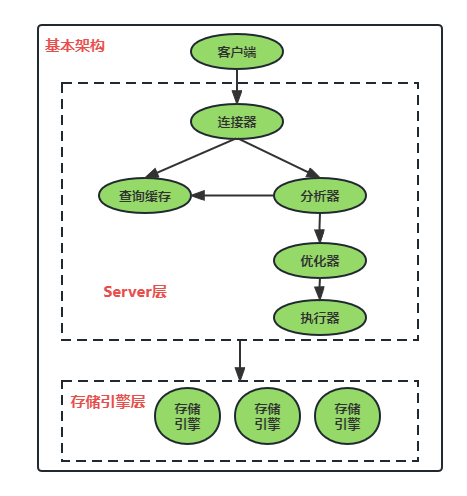 基本架构
客户端
连接器
查询缓存
分析器
优化器
Server层
执行器
存储引擎层
存储
引擎
存储
引擎
存储
引擎